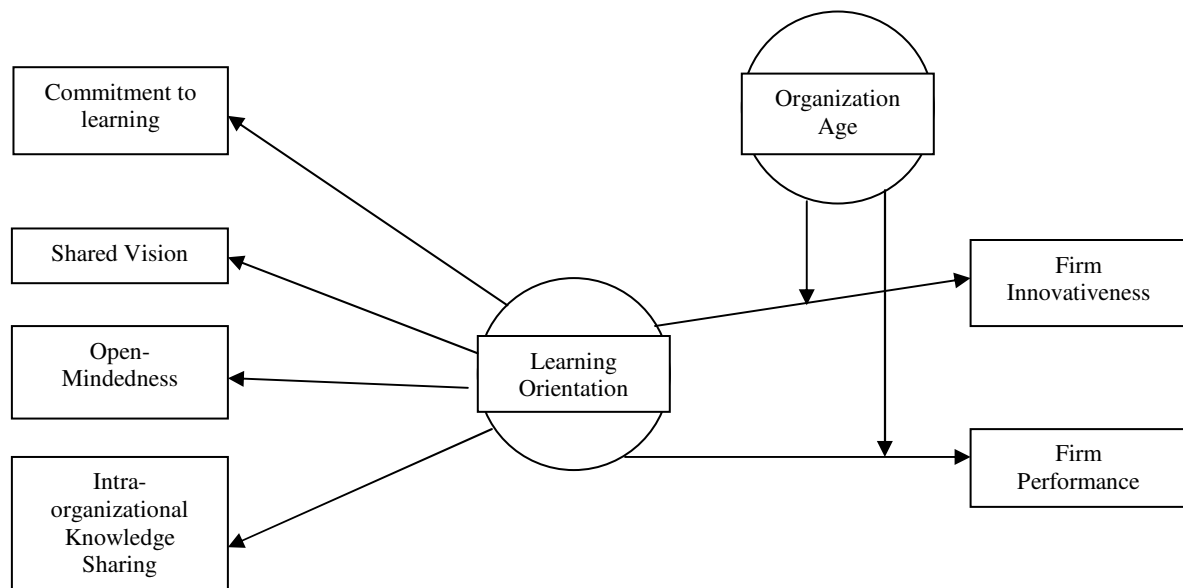 Commitment to
learning
Shared Vision
Open-
Mindedness
Intra-
organizational
Knowledge
Sharing
Learning
Orientation
Organization
Age
Firm
Innovativeness
Firm
Performance